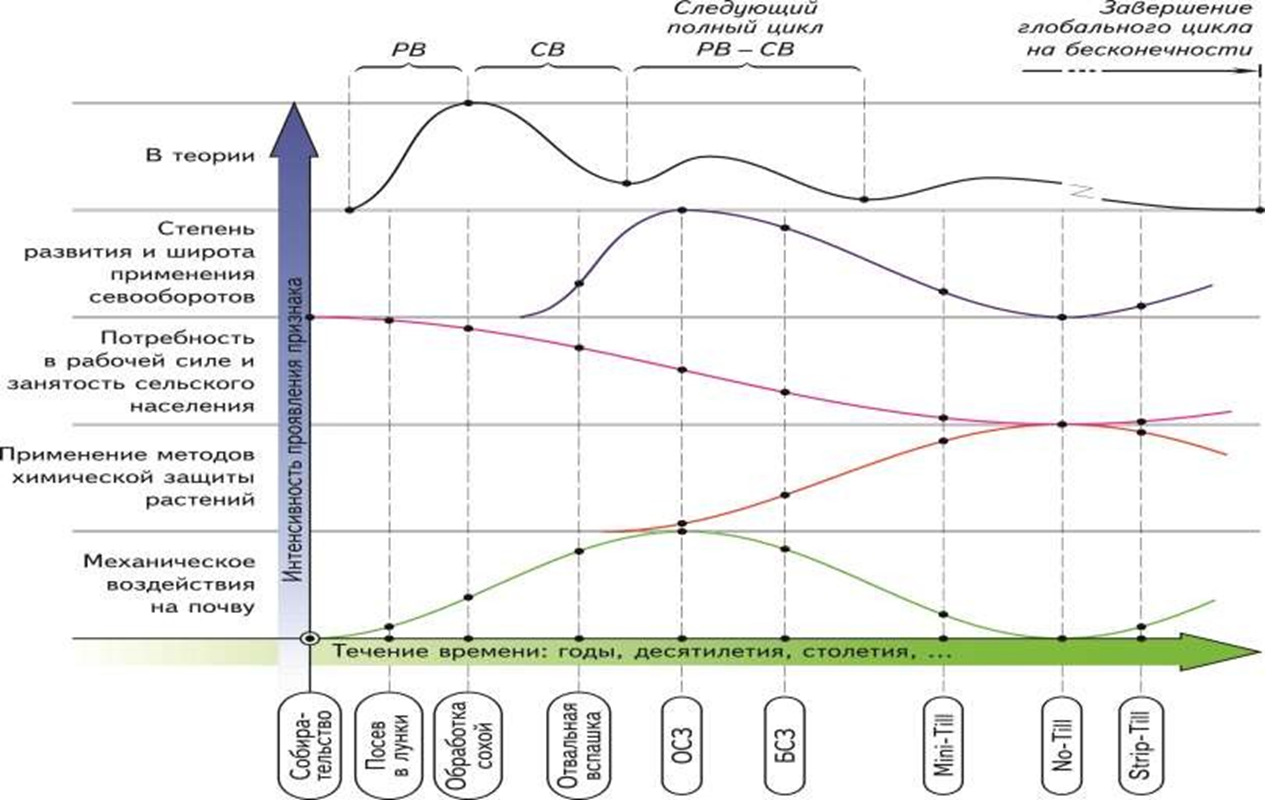 Следующий
полный цикл
РВ – СВ
Завершение
глобального цикла
на бесконечности
РВ
СВ
В теории
Степень
развития и широта
применения
севооборотов
Потребность
в рабочей силе и
занятость сельского
населения
Применение методов
химической защиты
растений
Механическое
воздействия
на почву
Интенсивность проявления признака
Течение времени: годы, десятилетия, столетия, ...
Собира-
тельство
Посев
в лунки
Обработка
сохой
Отвальная
вспашка
ОСЗ
БСЗ
Mini-Till
No-Till
Strip-Till